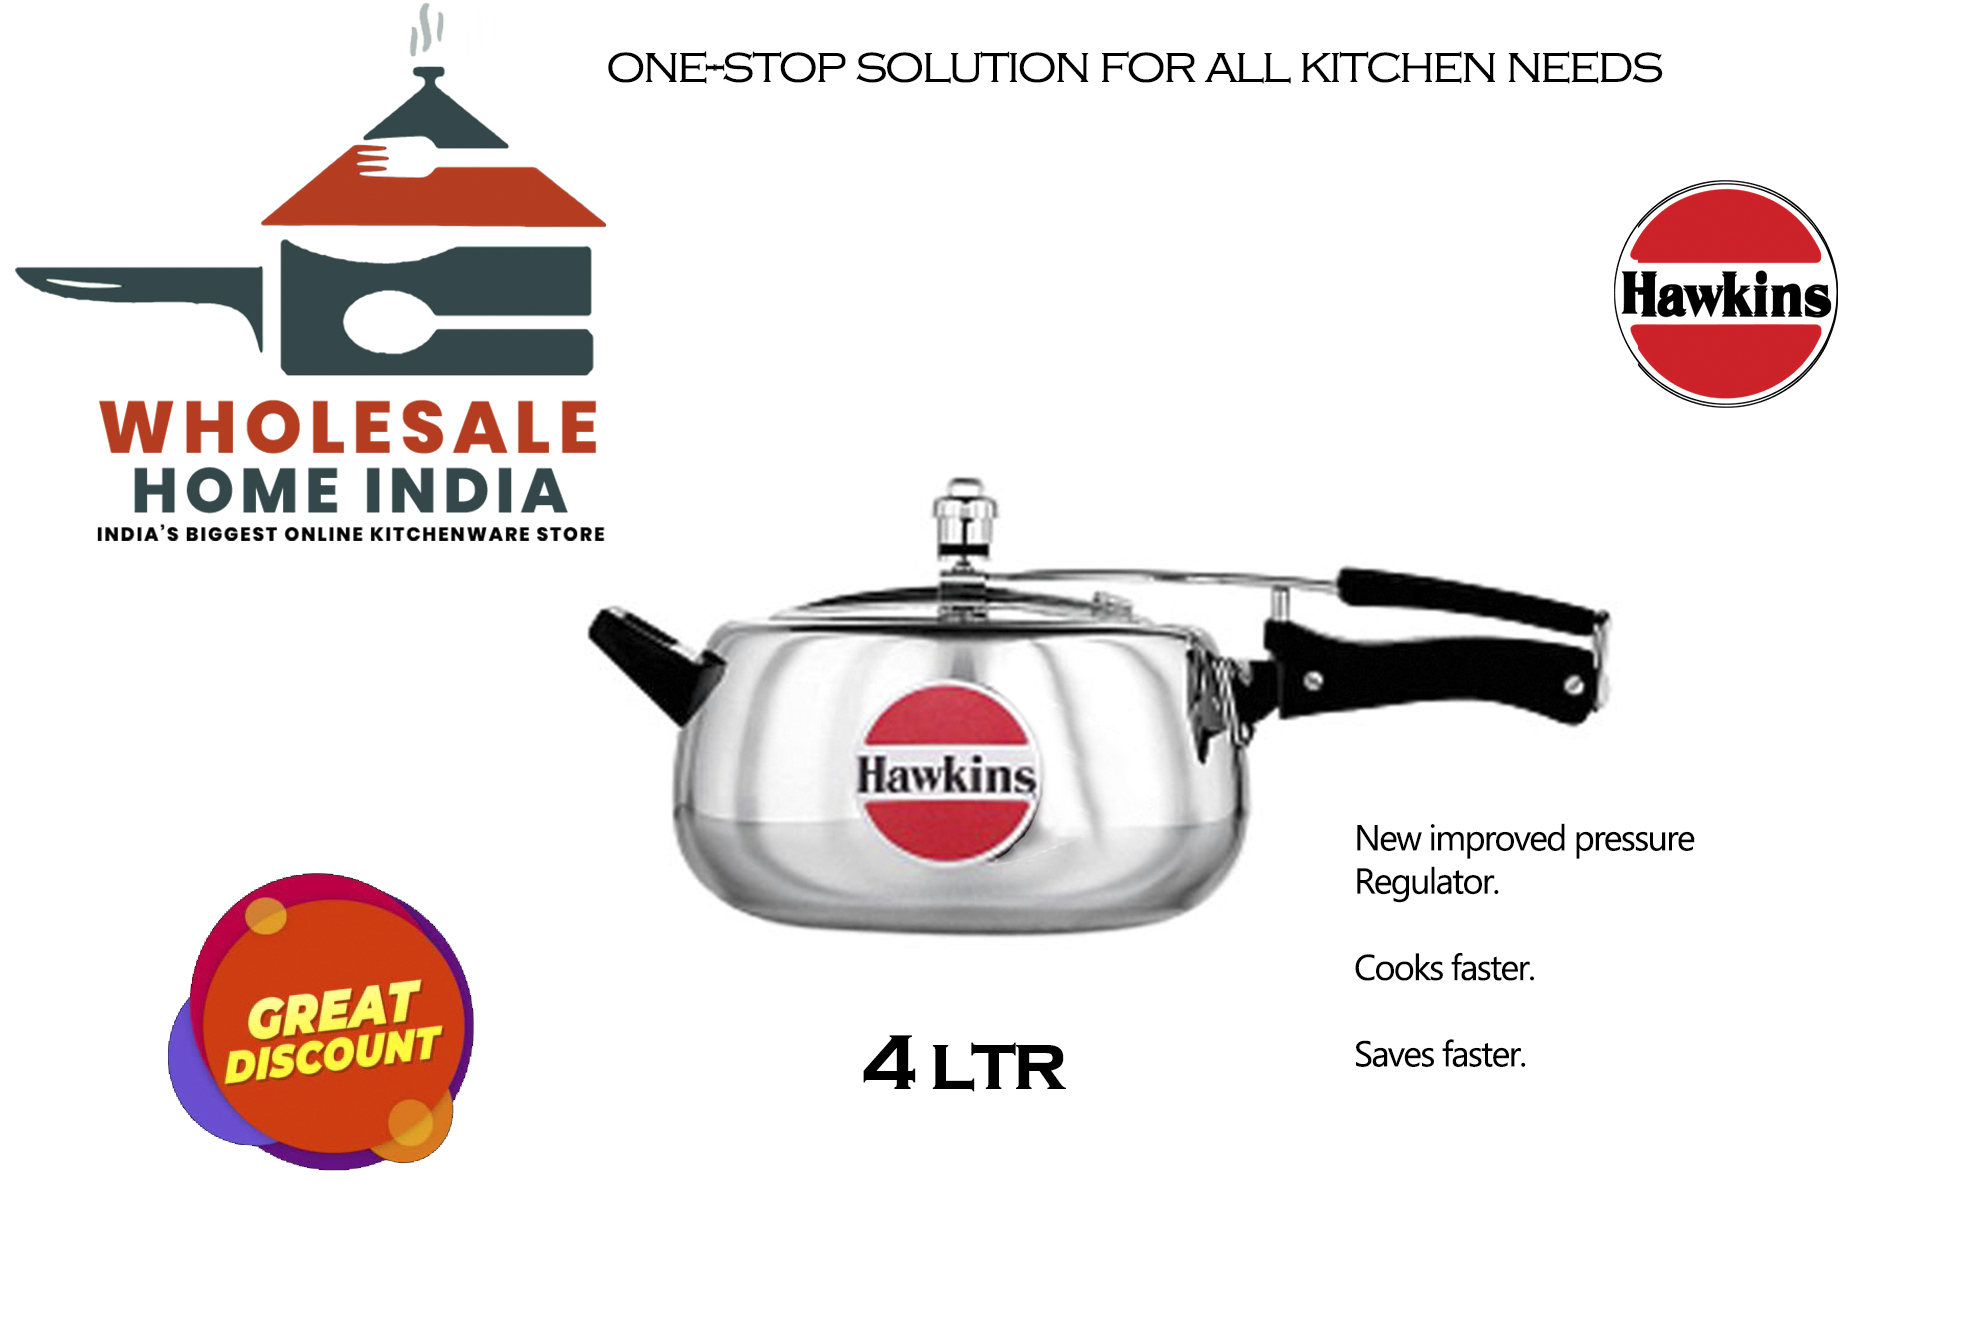 ONE-STOP SOLUTION FOR ALL KITCHEN NEEDS
Hawkins
WHOLESALE
HOME INDIA
INDIA'S BIGGEST ONLINE KITCHENWARE STORE
Hawkins
New improved pressure
Regulator.
Cooks faster.
Saves faster.
GREAT
DISCOUNT
4 LTR